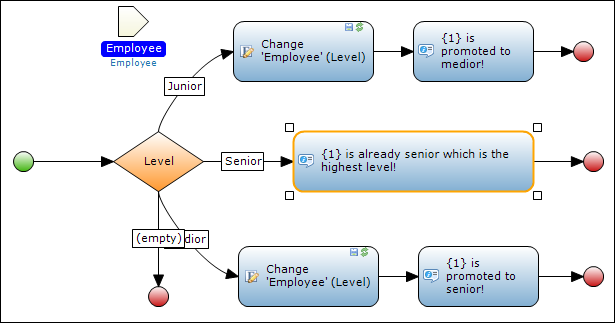 Employee
Employee
Change
'Employee' (Level)
{1} is
promoted to
medior!
Junior
Level
Senior
{1} is already senior which is the
highest level!
(empty)
dior
Change
'Employee' (Level)
{1} is
promoted to
senior!